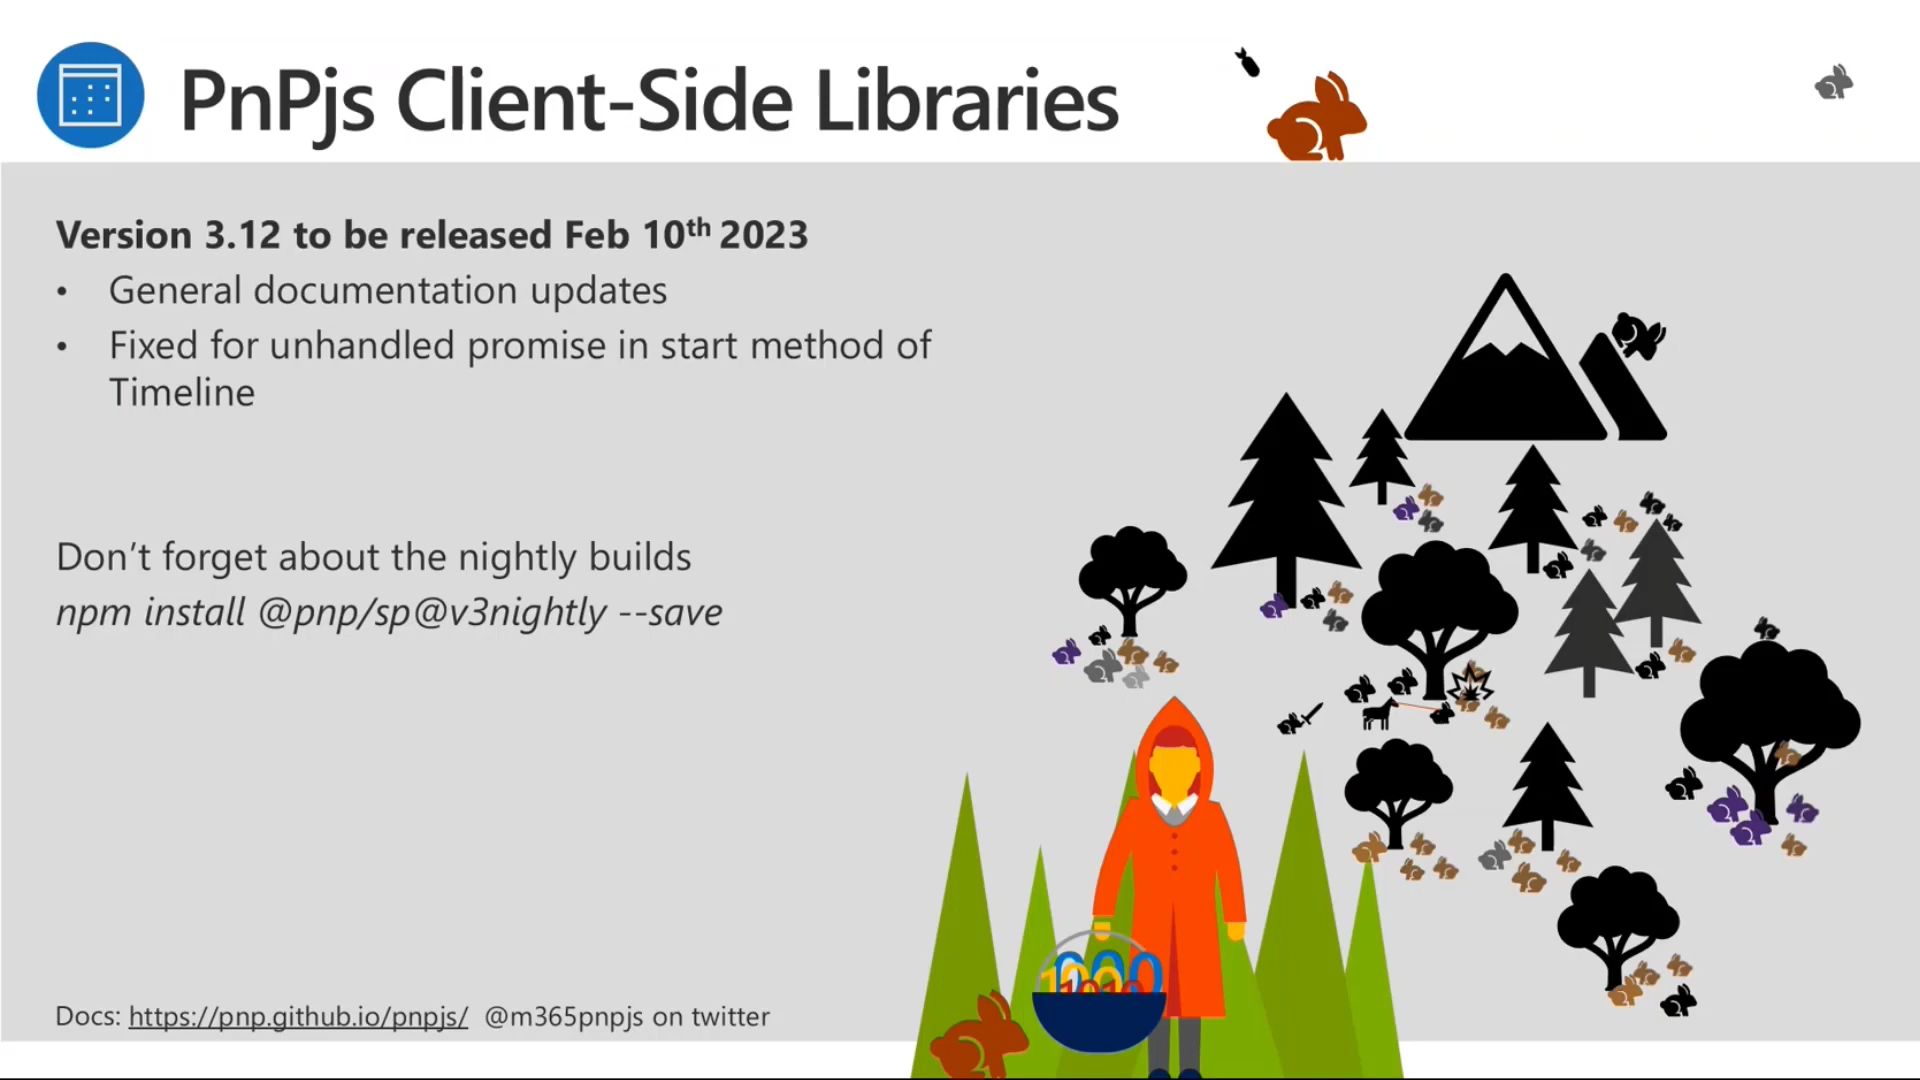 PnPjs Client-Side Libraries
Version 3.12 to be released Feb 10th 2023
• General documentation updates
• Fixed for unhandled promise in start method of
Timeline
Don’t forget about the nightly builds
npm install @pnp/sp@v3nightly --save
Docs: https://pnp.github.io/pnpjs/ @m365pnpjs on twitter